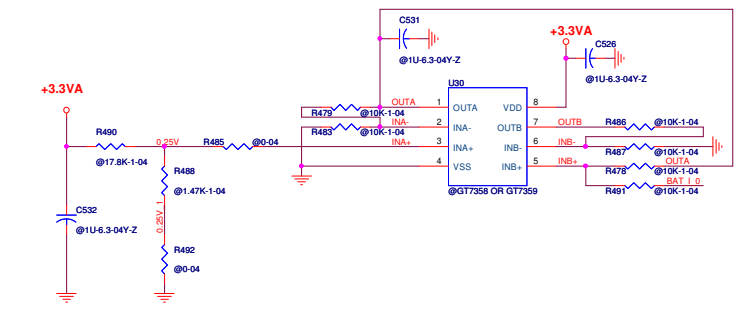 C531
@1U-6.3-04Y-Z
+3.3VA
C526
@1U-6.3-04Y-Z
+3.3VA
U30
OUTA 1 OUTA VDD 8
R479 @10K-1-04
INA- 2 INA- OUTB 7 OUTB R486 @10K-1-04
R483 @10K-1-04
R490 0.25V R485 @0-04 INA+ 3 INA+ INB- 6 INB- R487 @10K-1-04
@17.8K-1-04
4 VSS INB+ 5 INB+ R478 OUTA @10K-1-04
R488
@1.47K-1-04
BAT_I_0
@GT7358 OR GT7359 R491 @10K-1-04
C532
0.25V_1
@1U-6.3-04Y-Z
R492
@0-04